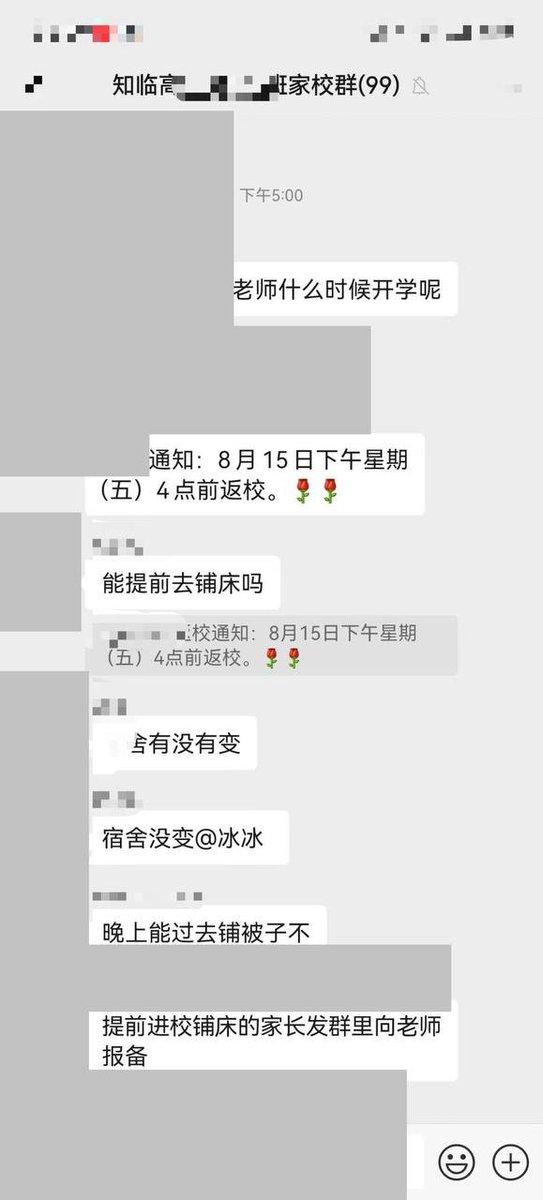 知临高
班家校群(99)
下午5:00
老师什么时候开学呢
通知：8月15日下午星期
（五）4点前返校。🌹🌹
能提前去铺床吗
校通知：8月15日下午星期
（五）4点前返校。🌹🌹
舍有没有变
宿舍没变@冰冰
晚上能过去铺被子不
提前进校铺床的家长发群里向老师
报备